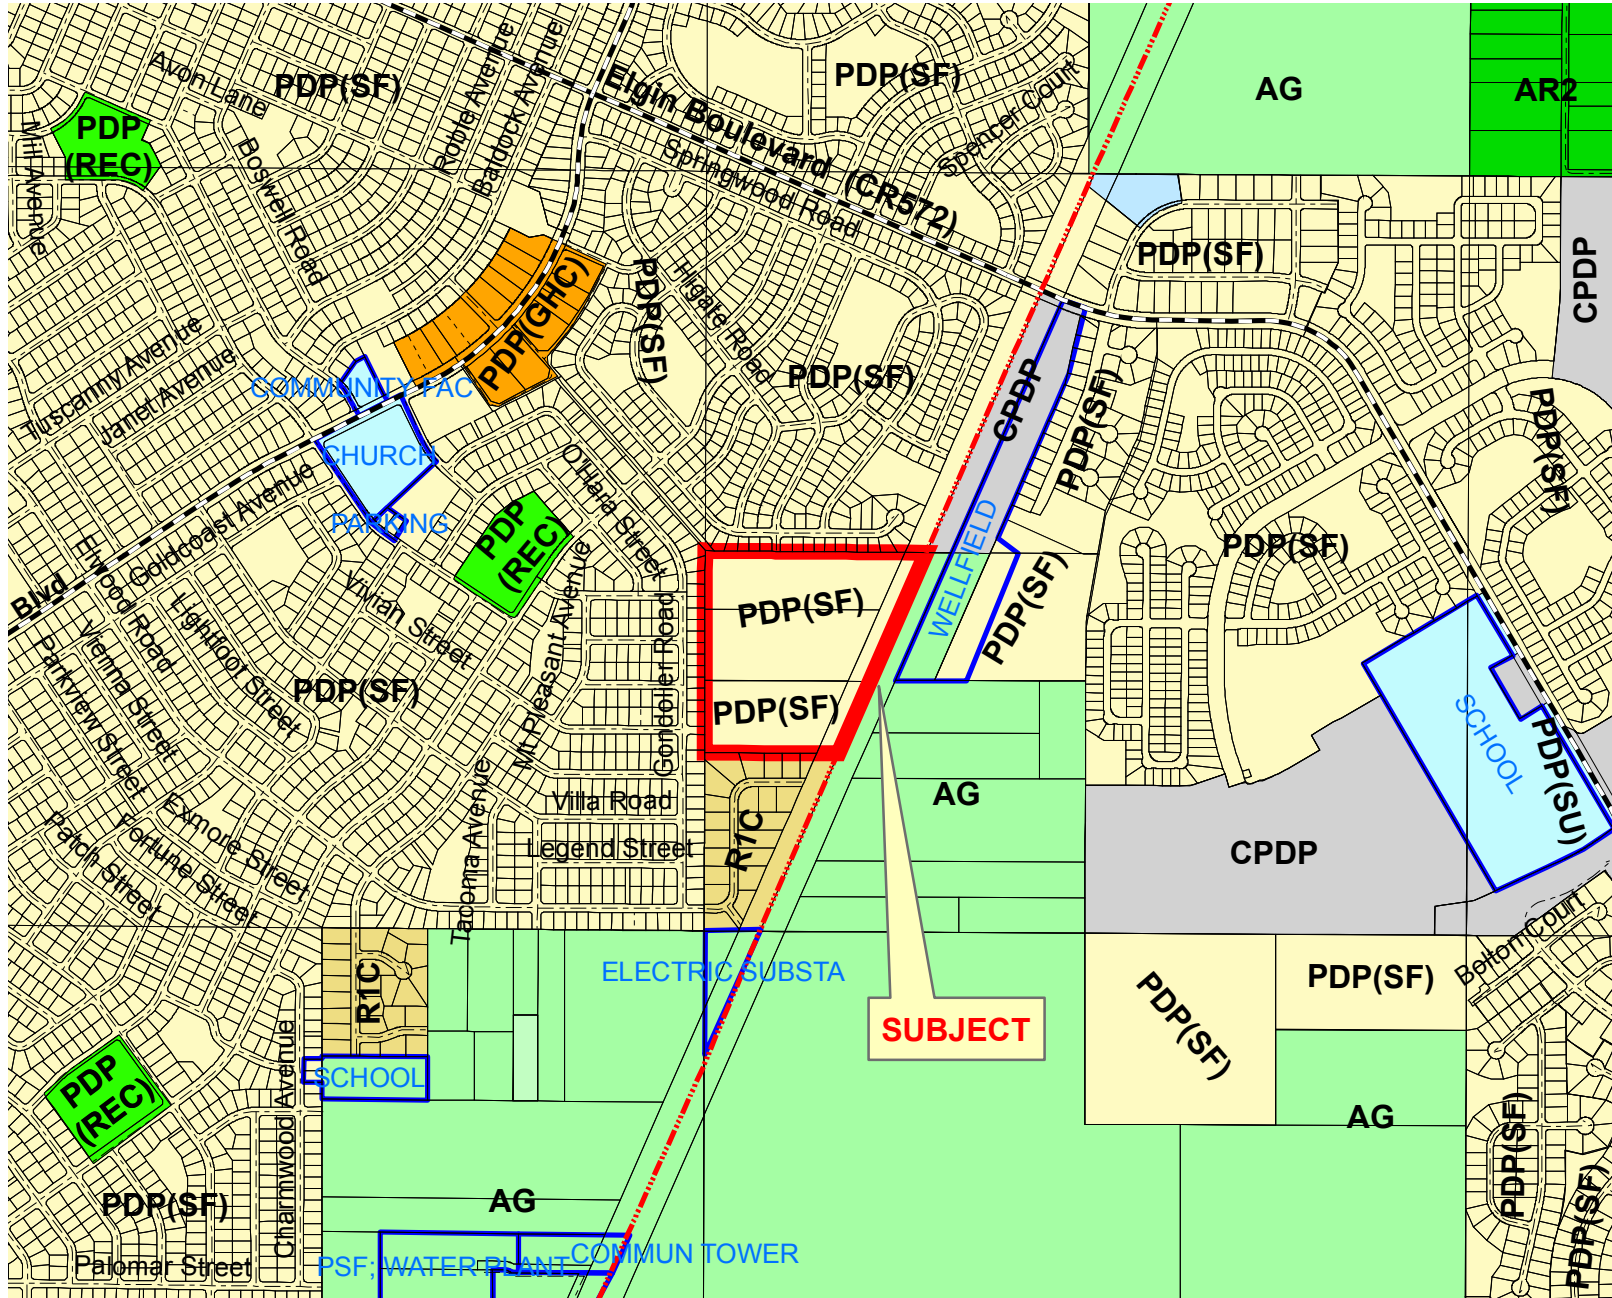 Avon Lane
PDP(SF)
Roble Avenue
Baldock Avenue
Elgin Boulevard (CR572)
PDP(SF)
Spencer Court
AG
AR2
PDP
(REC)
Mill Avenue
Boswell Road
Springwood Road
PDP(SF)
CPDP
PDP(GHC)
PDP(SF)
Higate Road
PDP(SF)
Tuscanny Avenue
Janet Avenue
COMMUNITY FAC
CHURCH
PARKING
CPDP
PDP(SF)
PDP(SF)
O'Hara Street
Goldcoast Avenue
PDP
(REC)
WELLFIELD
PDP(SF)
PDP(SF)
Blvd
Elwood Road
Lightfoot Street
Vivian Street
Mt Pleasant Avenue
Gondolier Road
PDP(SF)
PDP(SF)
PDP(SF)
Vienna Street
Parkview Street
SCHOOL
PDP(SU)
Tacoma Avenue
Villa Road
Legend Street
R1C
AG
CPDP
Exmore Street
Fortune Street
Patch Street
Bolton Court
R1C
ELECTRIC SUBSTA
SUBJECT
PDP(SF)
PDP(SF)
Charmwood Avenue
SCHOOL
PDP
(REC)
AG
PDP(SF)
PDP(SF)
PDP(SF)
AG
Palomar Street
PSF; WATER PLANT
COMMUN TOWER